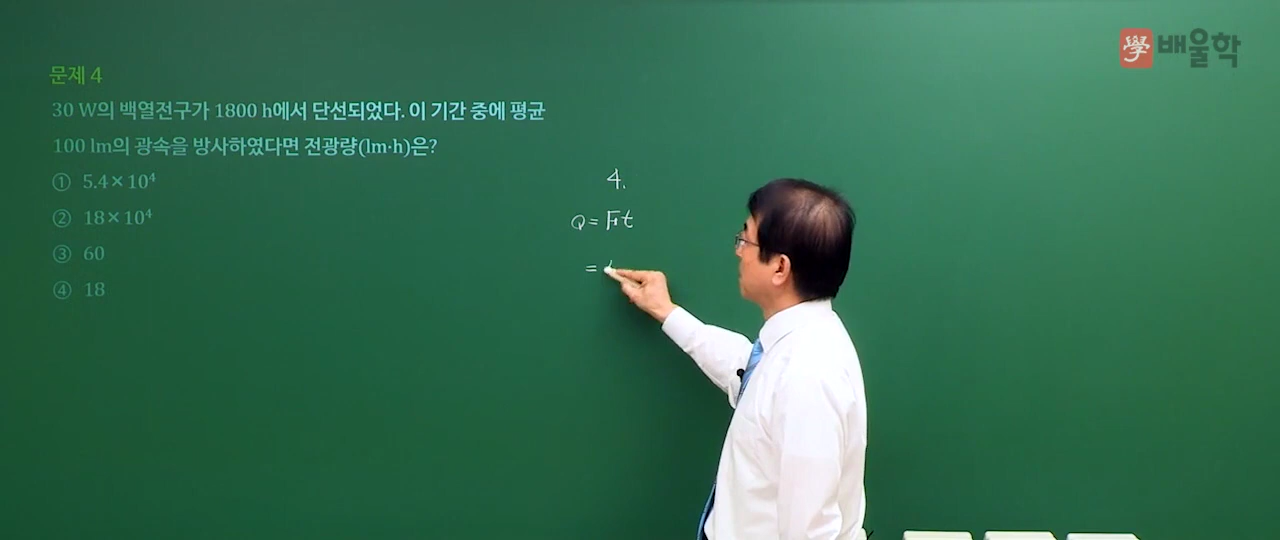 學 배울학
문제 4
30 W의 백열전구가 1800 h에서 단선되었다. 이 기간 중에 평균
100 lm의 광속을 방사하였다면 전광량(lm·h)은?
① 5.4×10⁴
② 18×10⁴
③ 60
④ 18
4.
Q = Ft
=